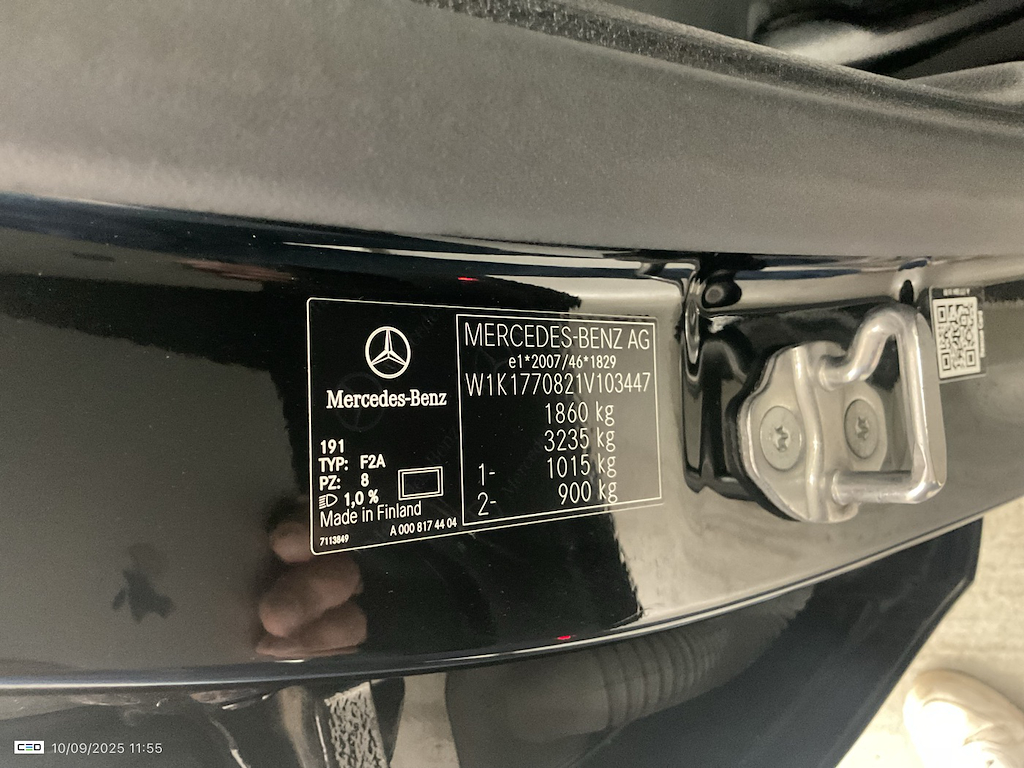 Mercedes-Benz
191
TYP: F2A
PZ: 8
1,0 %
Made in Finland
7113849
A 000 817 44 04
MERCEDES-BENZ AG
e1*2007/46*1829
W1K1770821V103447
1860 kg
3235 kg
1- 1015 kg
2- 900 kg
CEO 10/09/2025 11:55